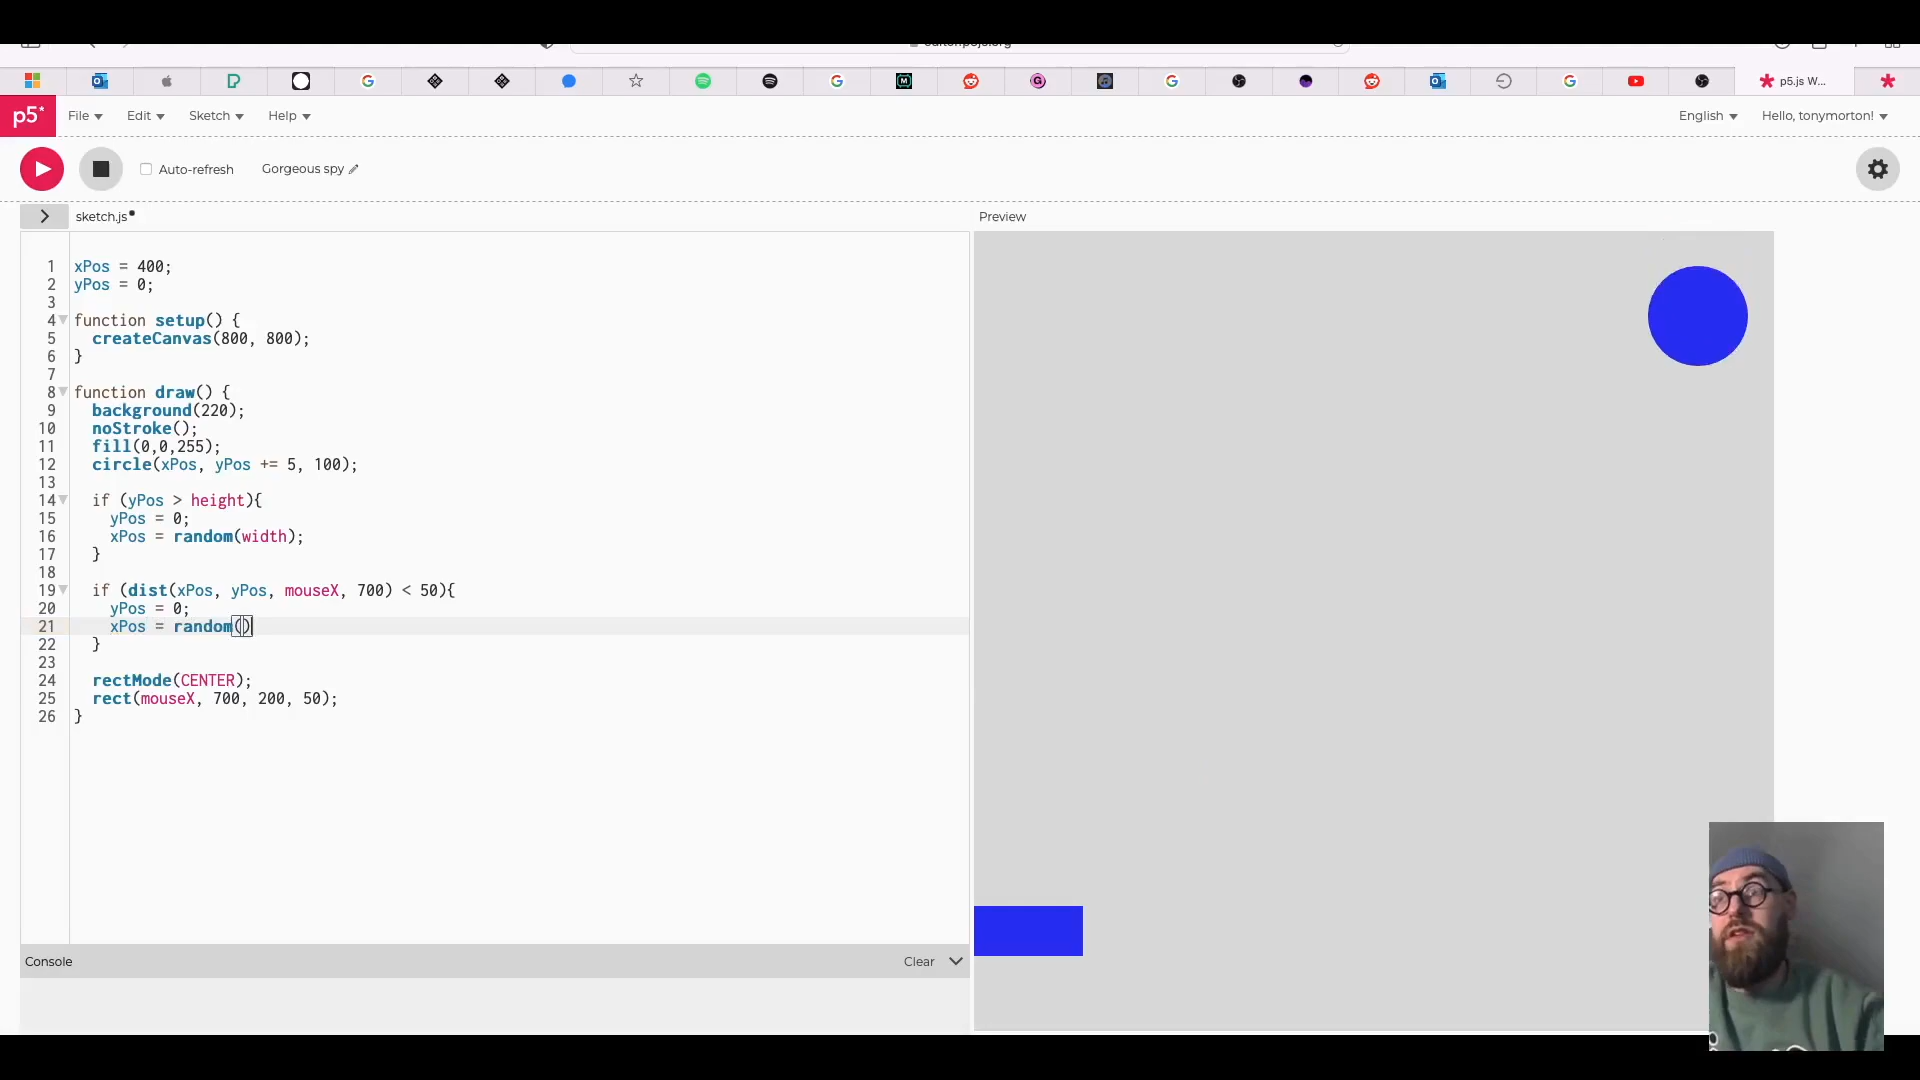 p5.js W...
p5*
File
Edit
Sketch
Help
English
Hello, tonymorton!
Auto-refresh
Gorgeous spy
sketch.js
Preview
1 xPos = 400;
2 yPos = 0;
3
4 function setup() {
5 createCanvas(800, 800);
6 }
7
8 function draw() {
9 background(220);
10 noStroke();
11 fill(0,0,255);
12 circle(xPos, yPos += 5, 100);
13
14 if (yPos > height){
15 yPos = 0;
16 xPos = random(width);
17 }
18
19 if (dist(xPos, yPos, mouseX, 700) < 50){
20 yPos = 0;
21 xPos = random()
22 }
23
24 rectMode(CENTER);
25 rect(mouseX, 700, 200, 50);
26 }
Console
Clear